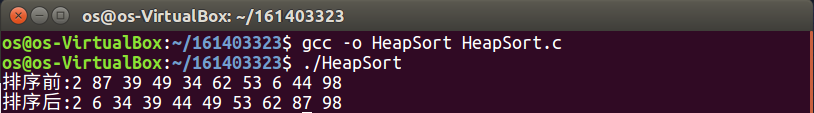 os@os-VirtualBox: ~/161403323
os@os-VirtualBox:~/161403323$ gcc -o HeapSort HeapSort.c
os@os-VirtualBox:~/161403323$ ./HeapSort
排序前:2 87 39 49 34 62 53 6 44 98
排序后:2 6 34 39 44 49 53 62 87 98